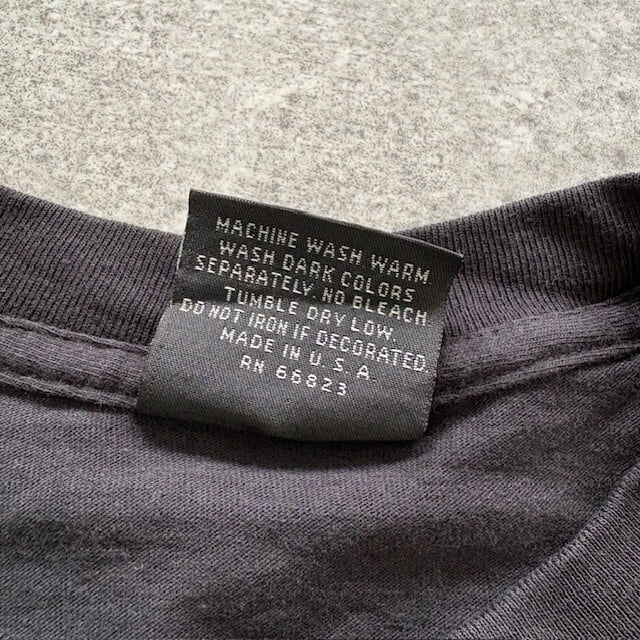 MACHINE WASH WARM
WASH DARK COLORS
SEPARATELY. NO BLEACH.
TUMBLE DRY LOW.
DO NOT IRON IF DECORATED.
MADE IN U.S.A.
RN 66823